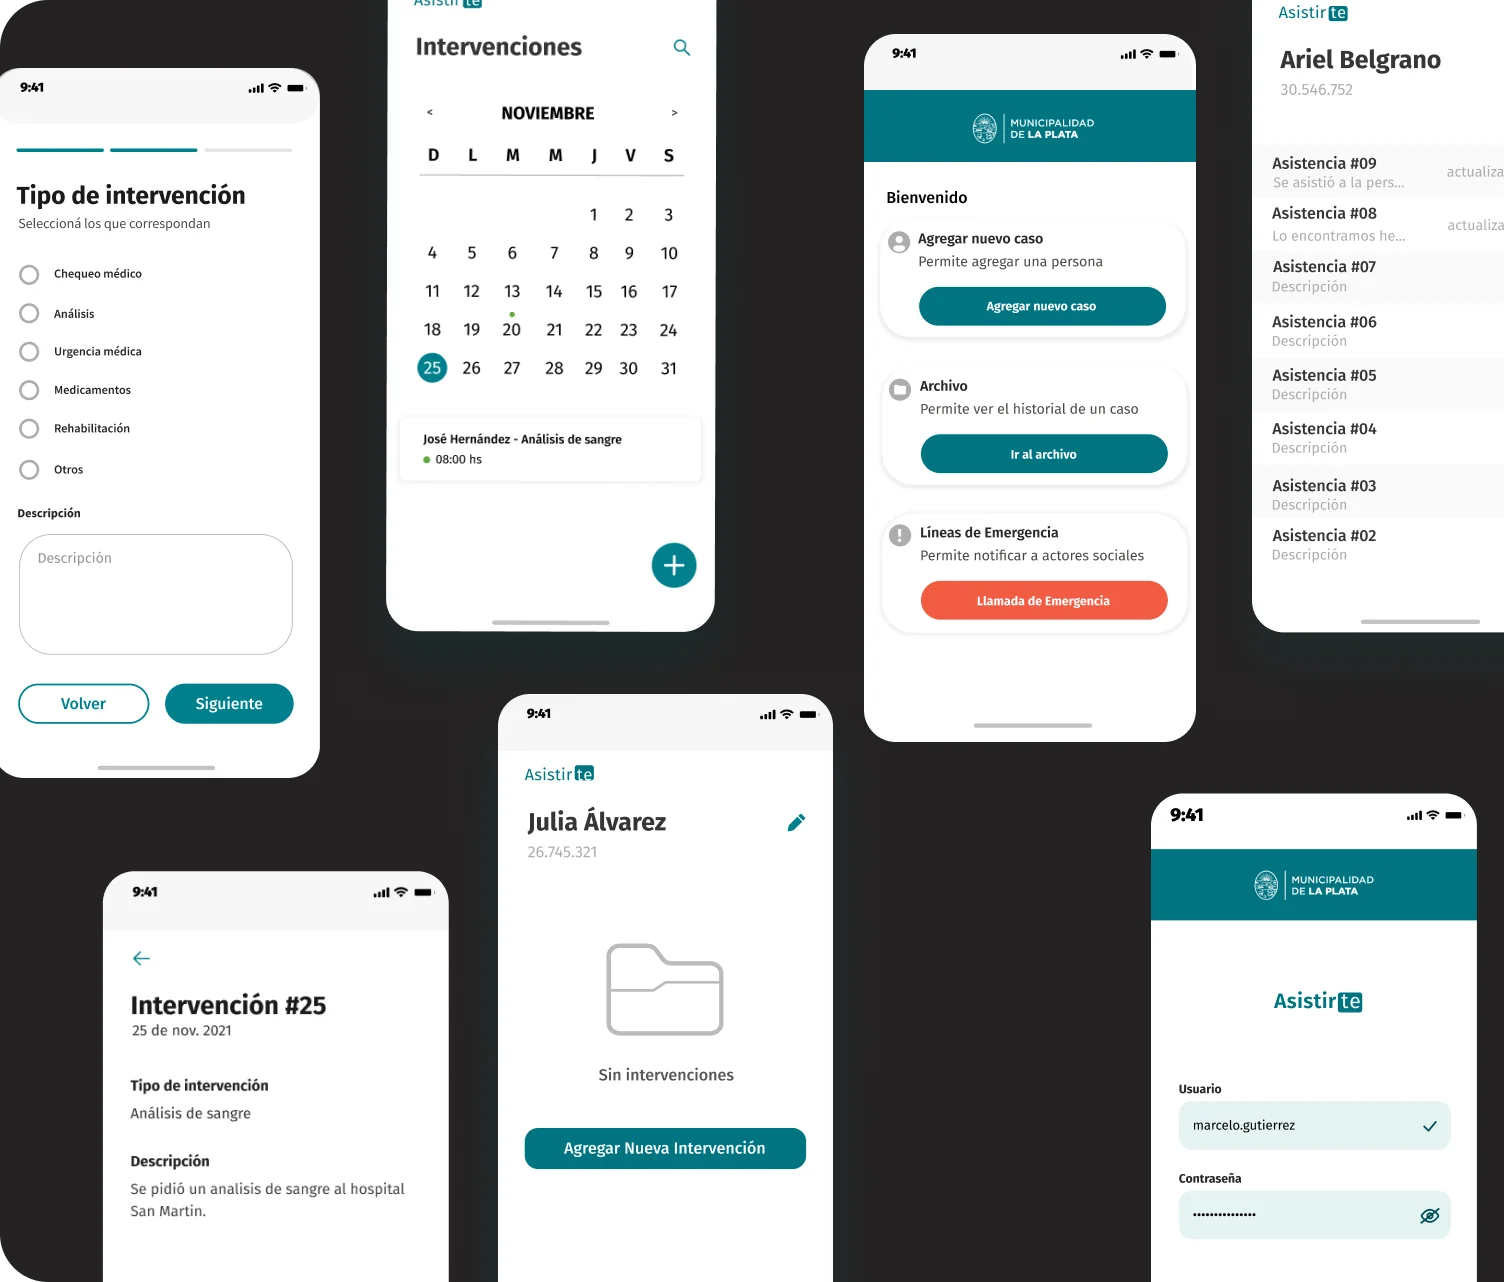 9:41
Tipo de intervención
Seleccioná los que correspondan
Chequeo médico
Análisis
Urgencia médica
Medicamentos
Rehabilitación
Otros
Descripción
Descripción
Volver
Siguiente
Asistir te
Intervenciones
< NOVIEMBRE >
D L M M J V S
1 2 3
4 5 6 7 8 9 10
11 12 13 14 15 16 17
18 19 20 21 22 23 24
25 26 27 28 29 30 31
José Hernández - Análisis de sangre
08:00 hs
9:41
MUNICIPALIDAD
DE LA PLATA
Bienvenido
Agregar nuevo caso
Permite agregar una persona
Agregar nuevo caso
Archivo
Permite ver el historial de un caso
Ir al archivo
Líneas de Emergencia
Permite notificar a actores sociales
Llamada de Emergencia
Asistir te
Ariel Belgrano
30.546.752
Asistencia #09
Se asistió a la pers...
actualiza
Asistencia #08
Lo encontramos he...
actualiza
Asistencia #07
Descripción
Asistencia #06
Descripción
Asistencia #05
Descripción
Asistencia #04
Descripción
Asistencia #03
Descripción
Asistencia #02
Descripción
9:41
Intervención #25
25 de nov. 2021
Tipo de intervención
Análisis de sangre
Descripción
Se pidió un analisis de sangre al hospital
San Martin.
9:41
Asistir te
Julia Álvarez
26.745.321
Sin intervenciones
Agregar Nueva Intervención
9:41
MUNICIPALIDAD
DE LA PLATA
Asistir te
Usuario
marcelo.gutierrez
Contraseña
•••••••••••••••